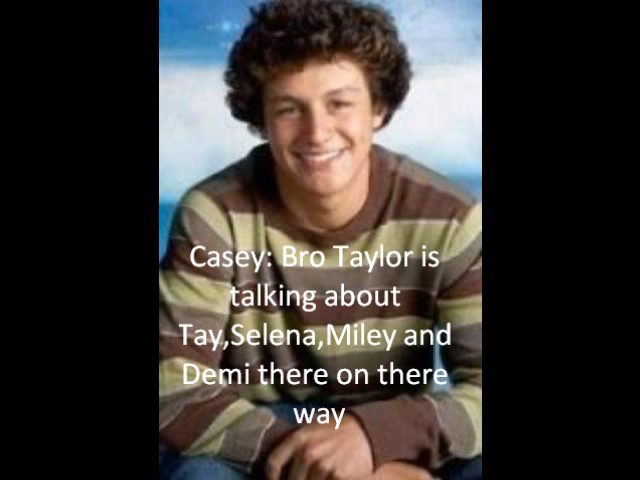 Casey: Bro Taylor is
talking about
Tay,Selena,Miley and
Demi there on there
way